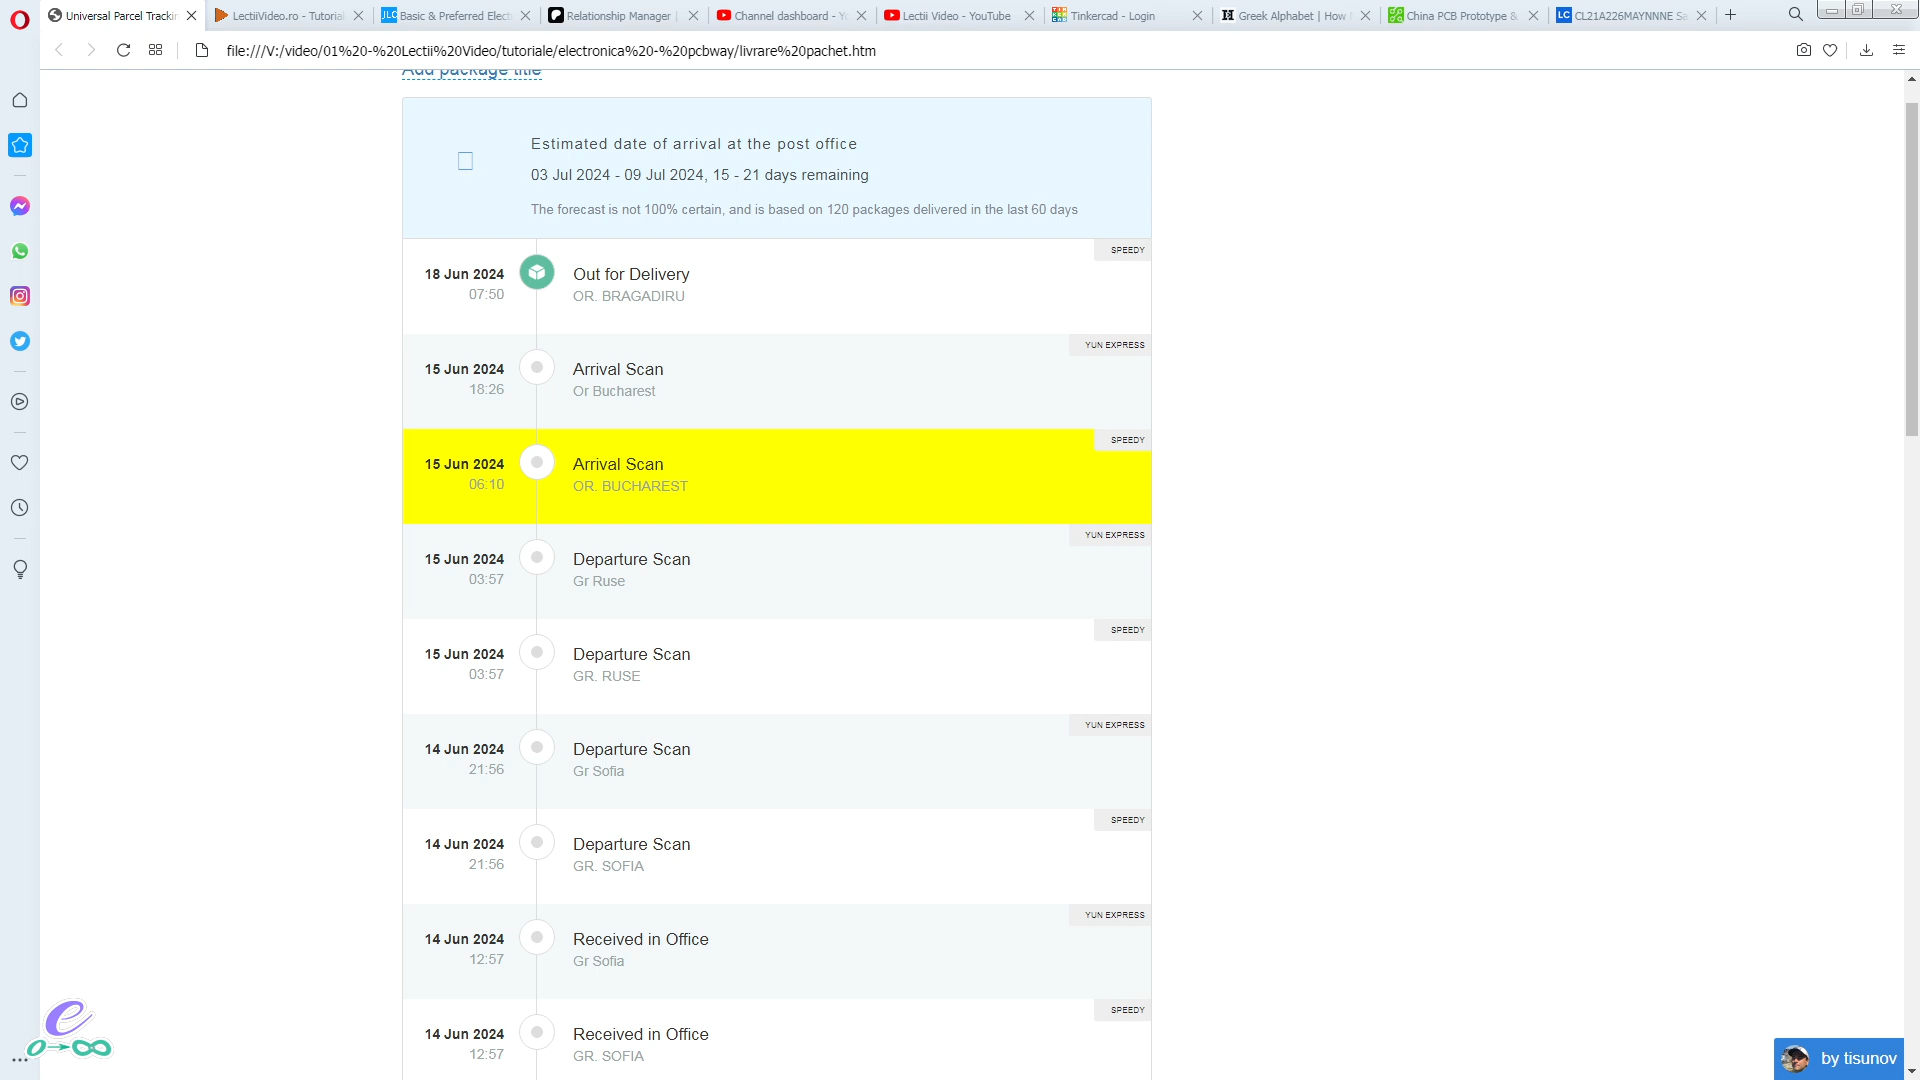 Universal Parcel Trackin
LectiiVideo.ro - Tutorial
JLC Basic & Preferred Elect
Relationship Manager |
Channel dashboard - Yo
Lectii Video - YouTube
Tinkercad - Login
Greek Alphabet | How
China PCB Prototype &
LC CL21A226MAYNNNE Sa
file:///V:/video/01%20-%20Lectii%20Video/tutoriale/electronica%20-%20pcbway/livrare%20pachet.htm
Add package title
Estimated date of arrival at the post office
03 Jul 2024 - 09 Jul 2024, 15 - 21 days remaining
The forecast is not 100% certain, and is based on 120 packages delivered in the last 60 days
SPEEDY
18 Jun 2024 Out for Delivery
07:50 OR. BRAGADIRU
YUN EXPRESS
15 Jun 2024 Arrival Scan
18:26 Or Bucharest
SPEEDY
15 Jun 2024 Arrival Scan
06:10 OR. BUCHAREST
YUN EXPRESS
15 Jun 2024 Departure Scan
03:57 Gr Ruse
SPEEDY
15 Jun 2024 Departure Scan
03:57 GR. RUSE
YUN EXPRESS
14 Jun 2024 Departure Scan
21:56 Gr Sofia
SPEEDY
14 Jun 2024 Departure Scan
21:56 GR. SOFIA
YUN EXPRESS
14 Jun 2024 Received in Office
12:57 Gr Sofia
SPEEDY
14 Jun 2024 Received in Office
12:57 GR. SOFIA
by tisunov